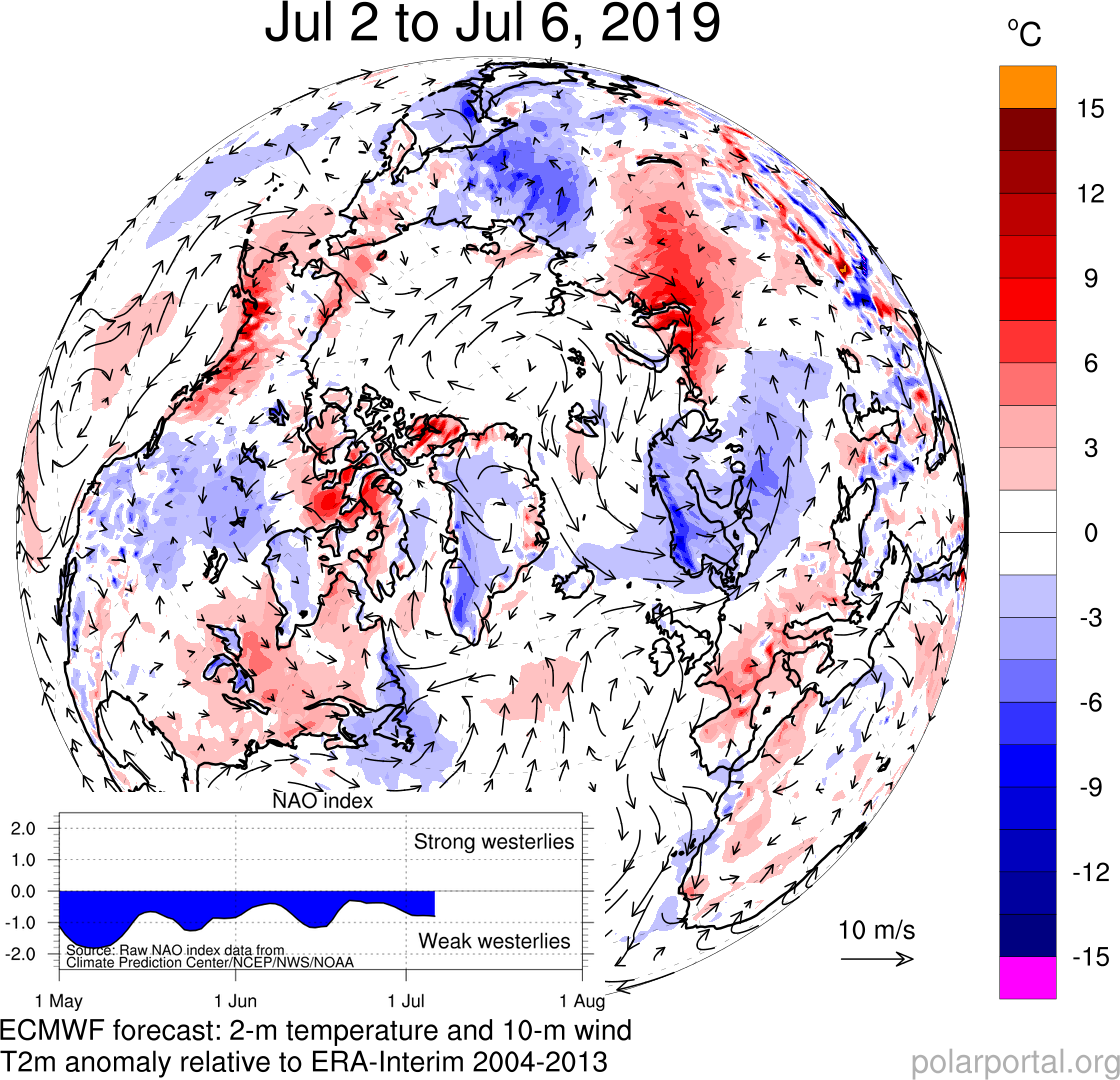 Jul 2 to Jul 6, 2019
oC
15
12
9
6
3
0
-3
-6
-9
-12
-15
NAO index
2.0
1.0
0.0
-1.0
-2.0
Strong westerlies
Weak westerlies
Source: Raw NAO index data from
Climate Prediction Center/NCEP/NWS/NOAA
1 May
1 Jun
1 Jul
1 Aug
10 m/s
ECMWF forecast: 2-m temperature and 10-m wind
T2m anomaly relative to ERA-Interim 2004-2013
polarportal.org